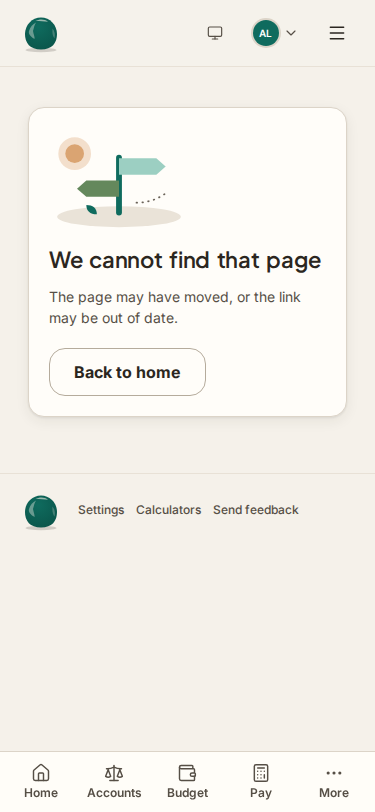 AL
We cannot find that page
The page may have moved, or the link
may be out of date.
Back to home
Settings Calculators Send feedback
Home Accounts Budget Pay More